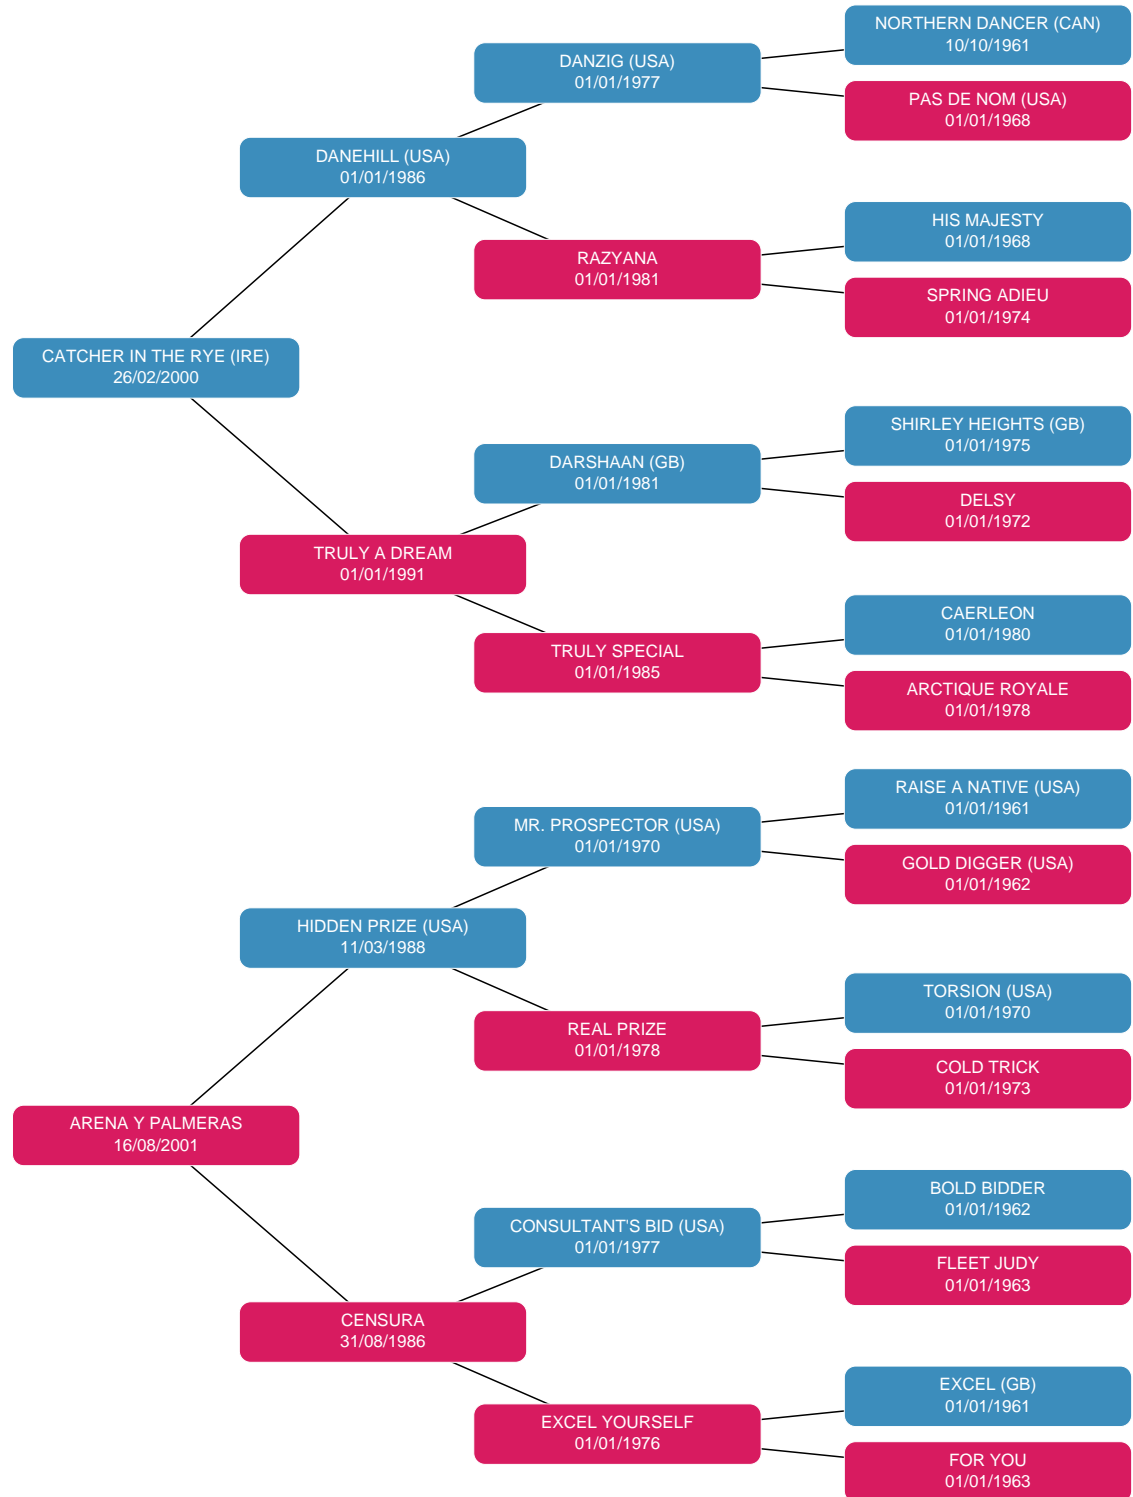 NORTHERN DANCER (CAN)
10/10/1961
DANZIG (USA)
01/01/1977
PAS DE NOM (USA)
01/01/1968
DANEHILL (USA)
01/01/1986
HIS MAJESTY
01/01/1968
RAZYANA
01/01/1981
SPRING ADIEU
01/01/1974
CATCHER IN THE RYE (IRE)
26/02/2000
SHIRLEY HEIGHTS (GB)
01/01/1975
DARSHAAN (GB)
01/01/1981
DELSY
01/01/1972
TRULY A DREAM
01/01/1991
CAERLEON
01/01/1980
TRULY SPECIAL
01/01/1985
ARCTIQUE ROYALE
01/01/1978
RAISE A NATIVE (USA)
01/01/1961
MR. PROSPECTOR (USA)
01/01/1970
GOLD DIGGER (USA)
01/01/1962
HIDDEN PRIZE (USA)
11/03/1988
TORSION (USA)
01/01/1970
REAL PRIZE
01/01/1978
COLD TRICK
01/01/1973
ARENA Y PALMERAS
16/08/2001
BOLD BIDDER
01/01/1962
CONSULTANT'S BID (USA)
01/01/1977
FLEET JUDY
01/01/1963
CENSURA
31/08/1986
EXCEL (GB)
01/01/1961
EXCEL YOURSELF
01/01/1976
FOR YOU
01/01/1963